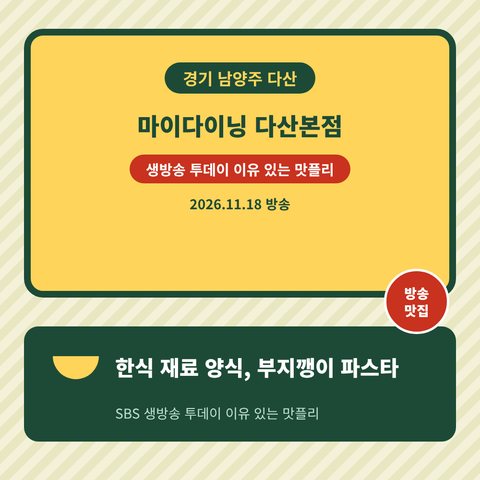 경기 남양주 다산
마이다이닝 다산본점
생방송 투데이 이유 있는 맛플리
2026.11.18 방송
방송
맛집
한식 재료 양식, 부지깽이 파스타
SBS 생방송 투데이 이유 있는 맛플리